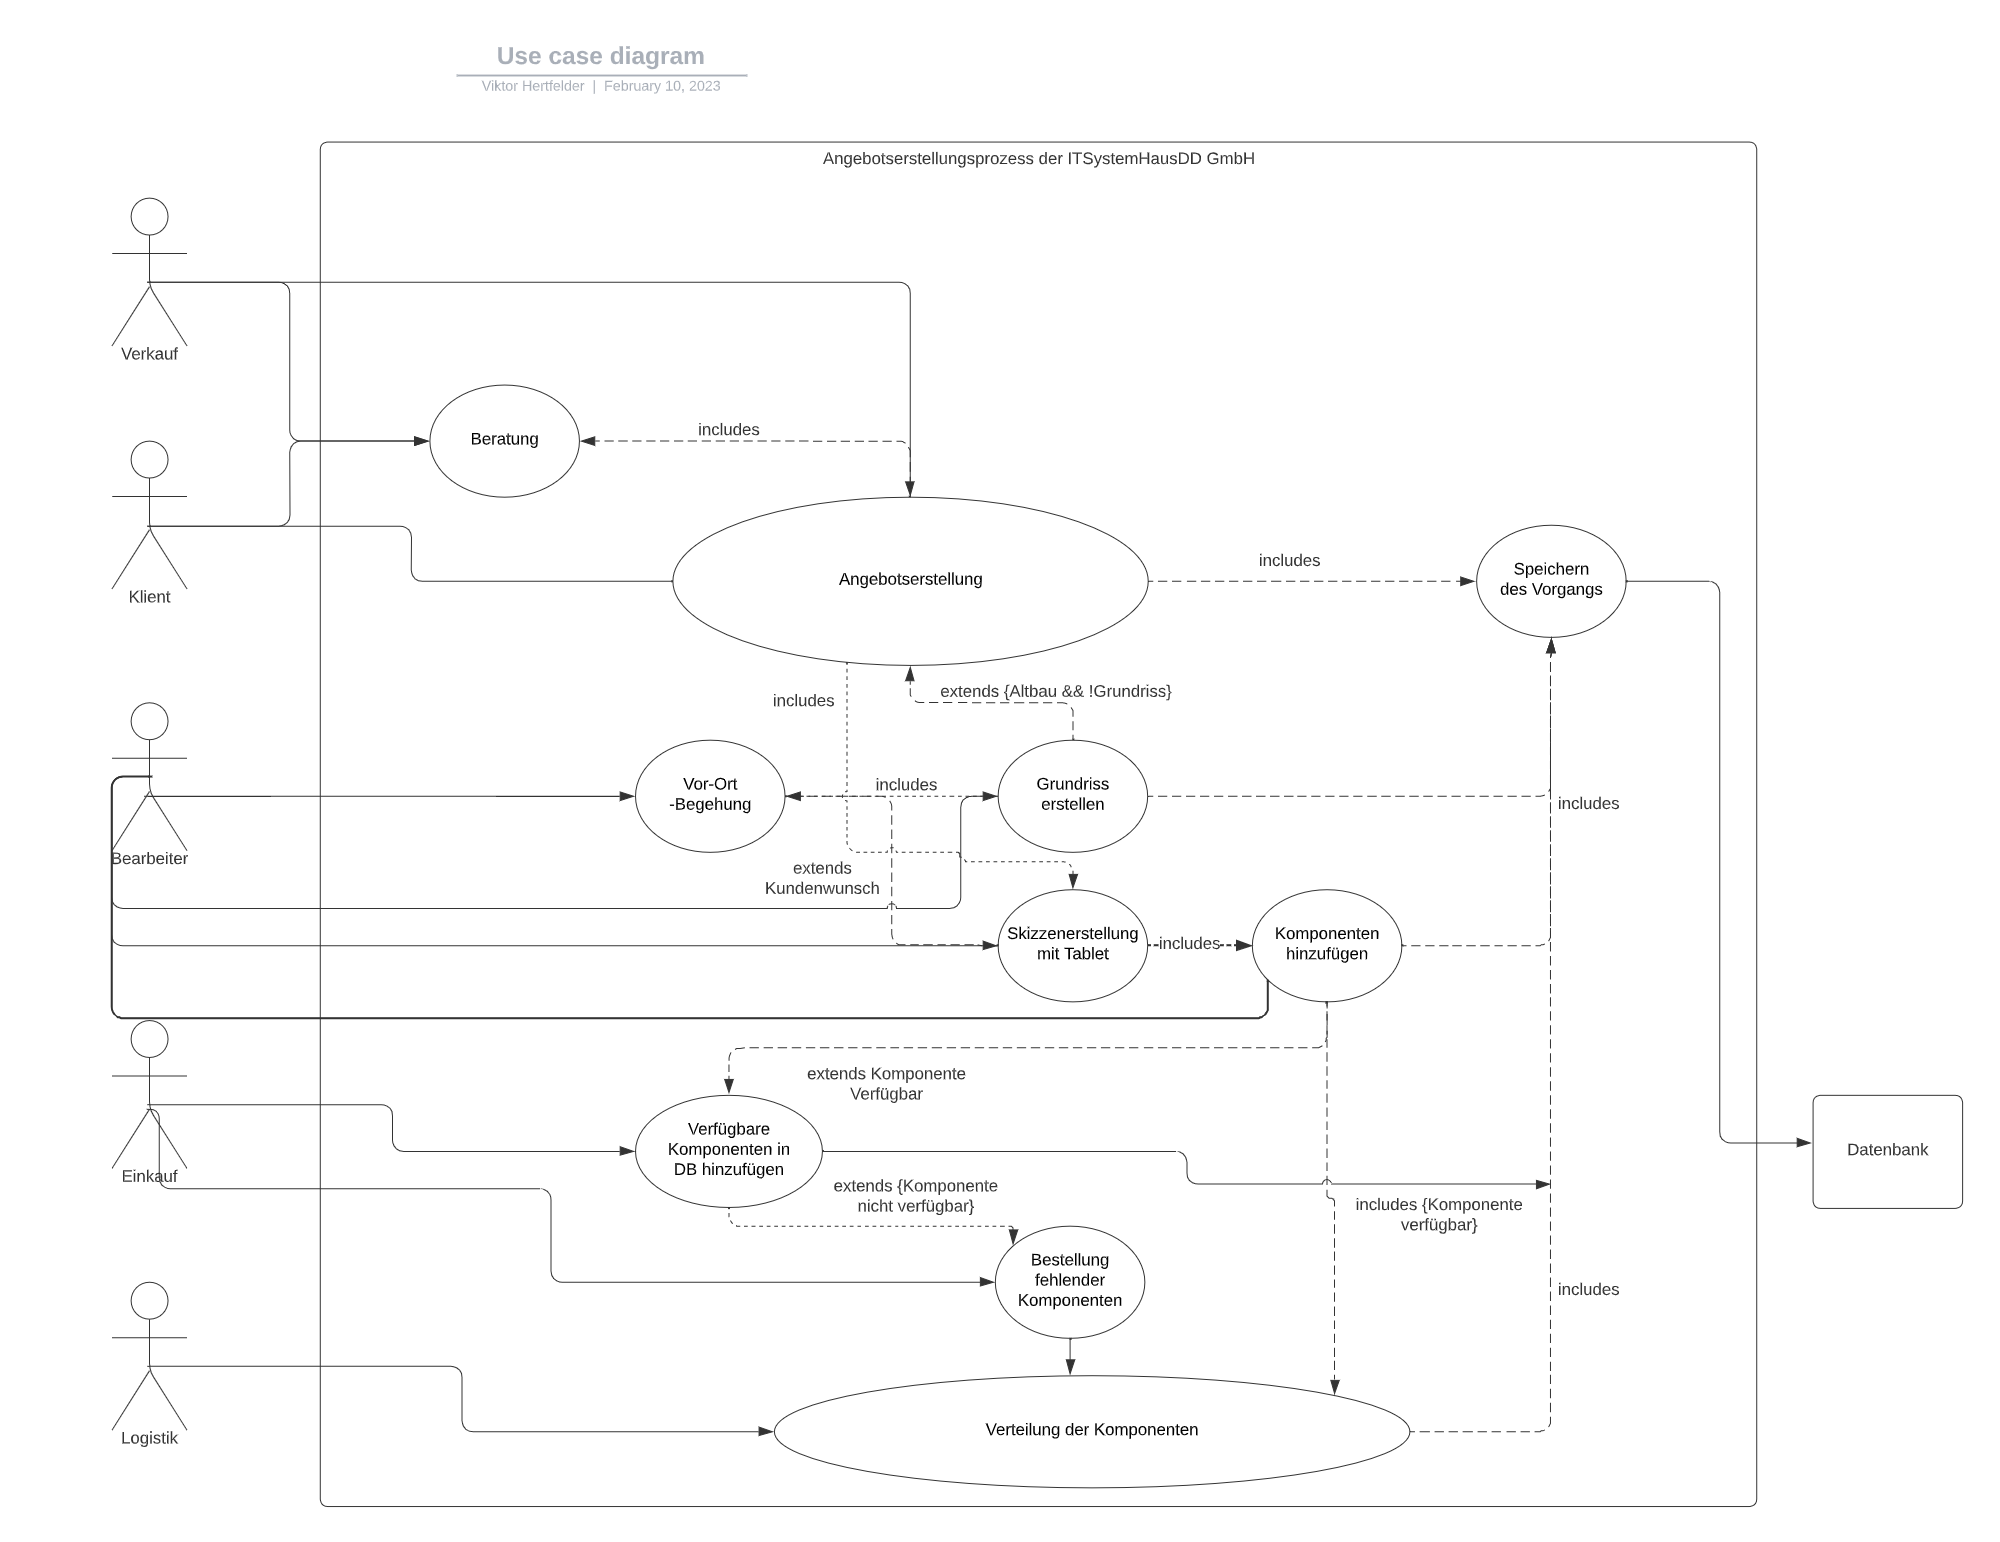 Use case diagram
Viktor Hertfelder | February 10, 2023
Angebotserstellungsprozess der ITSystemHausDD GmbH
Verkauf
includes
Beratung
Klient
Angebotserstellung
includes
Speichern
des Vorgangs
includes
extends {Altbau && !Grundriss}
Bearbeiter
Vor-Ort
-Begehung
includes
Grundriss
erstellen
includes
extends
Kundenwunsch
Skizzenerstellung
mit Tablet
includes
Komponenten
hinzufügen
extends Komponente
Verfügbar
Einkauf
Verfügbare
Komponenten in
DB hinzufügen
Datenbank
extends {Komponente
nicht verfügbar}
includes {Komponente
verfügbar}
Bestellung
fehlender
Komponenten
includes
Logistik
Verteilung der Komponenten